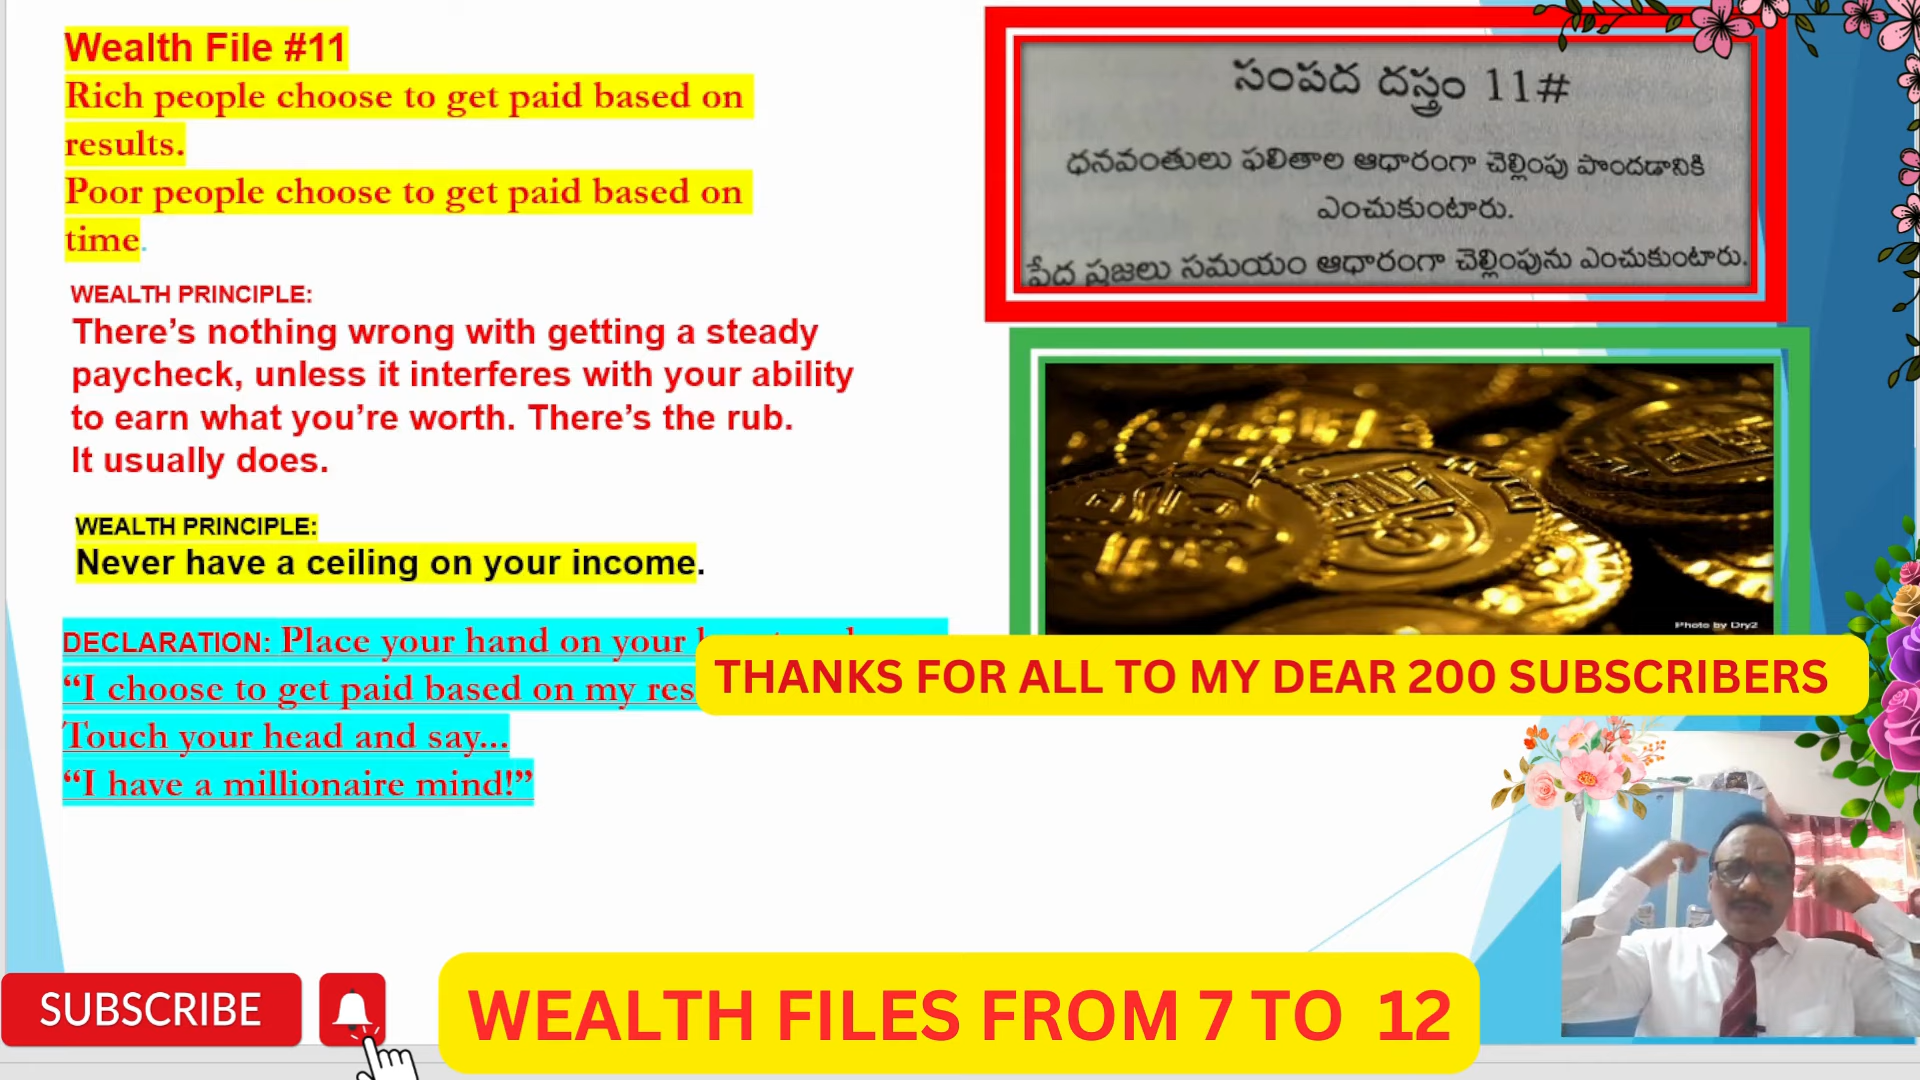 Wealth File #11
Rich people choose to get paid based on
results.
Poor people choose to get paid based on
time.
WEALTH PRINCIPLE:
There’s nothing wrong with getting a steady
paycheck, unless it interferes with your ability
to earn what you’re worth. There’s the rub.
It usually does.
WEALTH PRINCIPLE:
Never have a ceiling on your income.
DECLARATION: Place your hand on your
“I choose to get paid based on my res
Touch your head and say...
“I have a millionaire mind!”
సంపద దస్త్రం 11#
ధనవంతులు ఫలితాల ఆధారంగా చెల్లింపు పొందడానికి
ఎంచుకుంటారు.
పేద ప్రజలు సమయం ఆధారంగా చెల్లింపును ఎంచుకుంటారు.
Photo by Dry2
THANKS FOR ALL TO MY DEAR 200 SUBSCRIBERS
SUBSCRIBE
WEALTH FILES FROM 7 TO 12